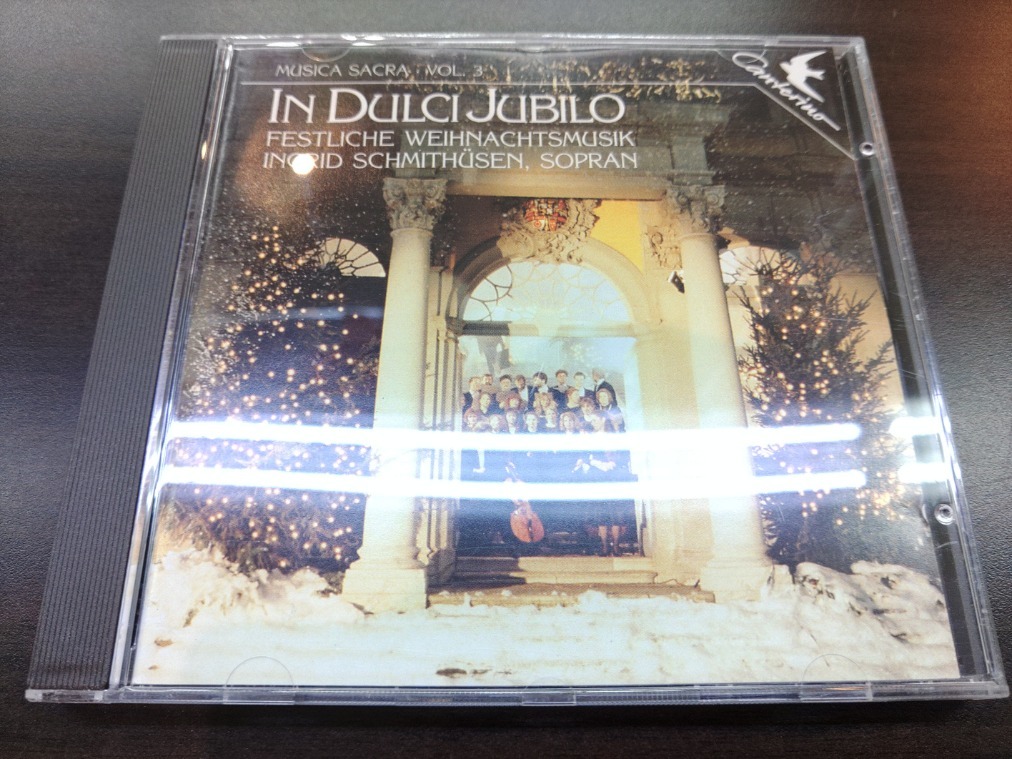 MUSICA SACRA, VOL. 3
IN DULCI JUBILO
FESTLICHE WEIHNACHTSMUSIK
INGRID SCHMITHÜSEN, SOPRAN
Canterino